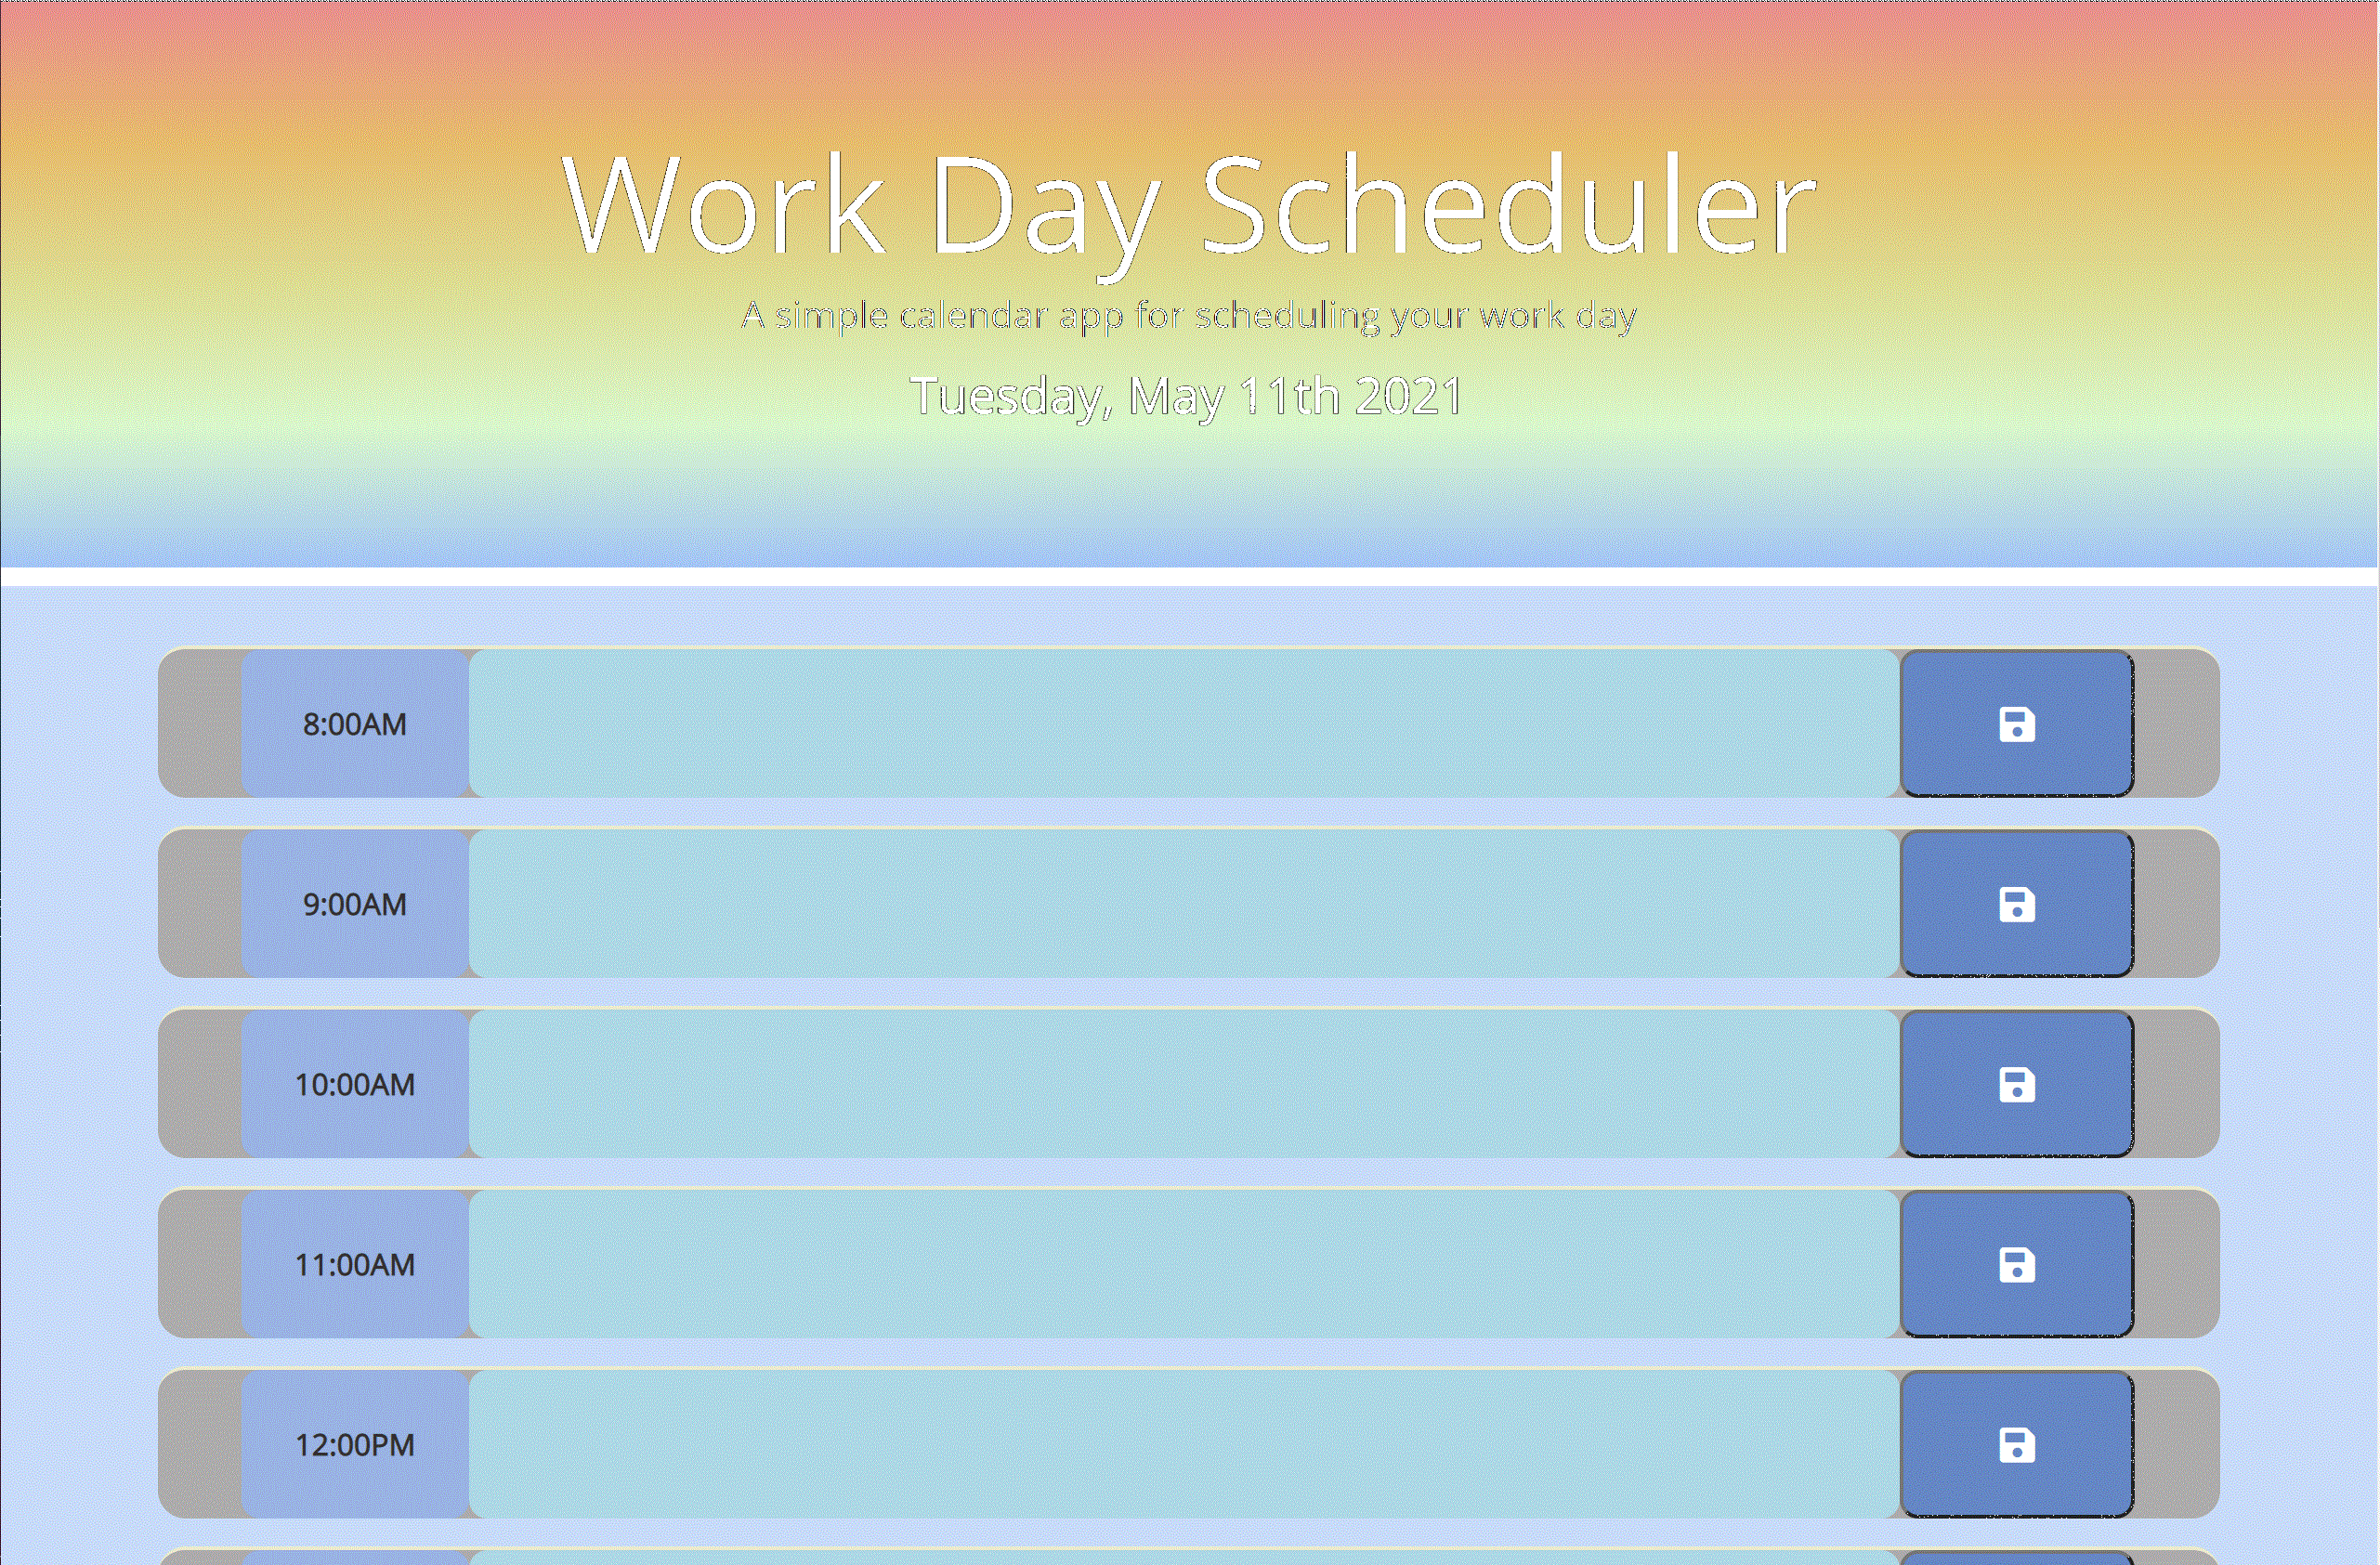 Work Day Scheduler
A simple calendar app for scheduling your work day
Tuesday, May 11th 2021
8:00AM
9:00AM
10:00AM
11:00AM
12:00PM